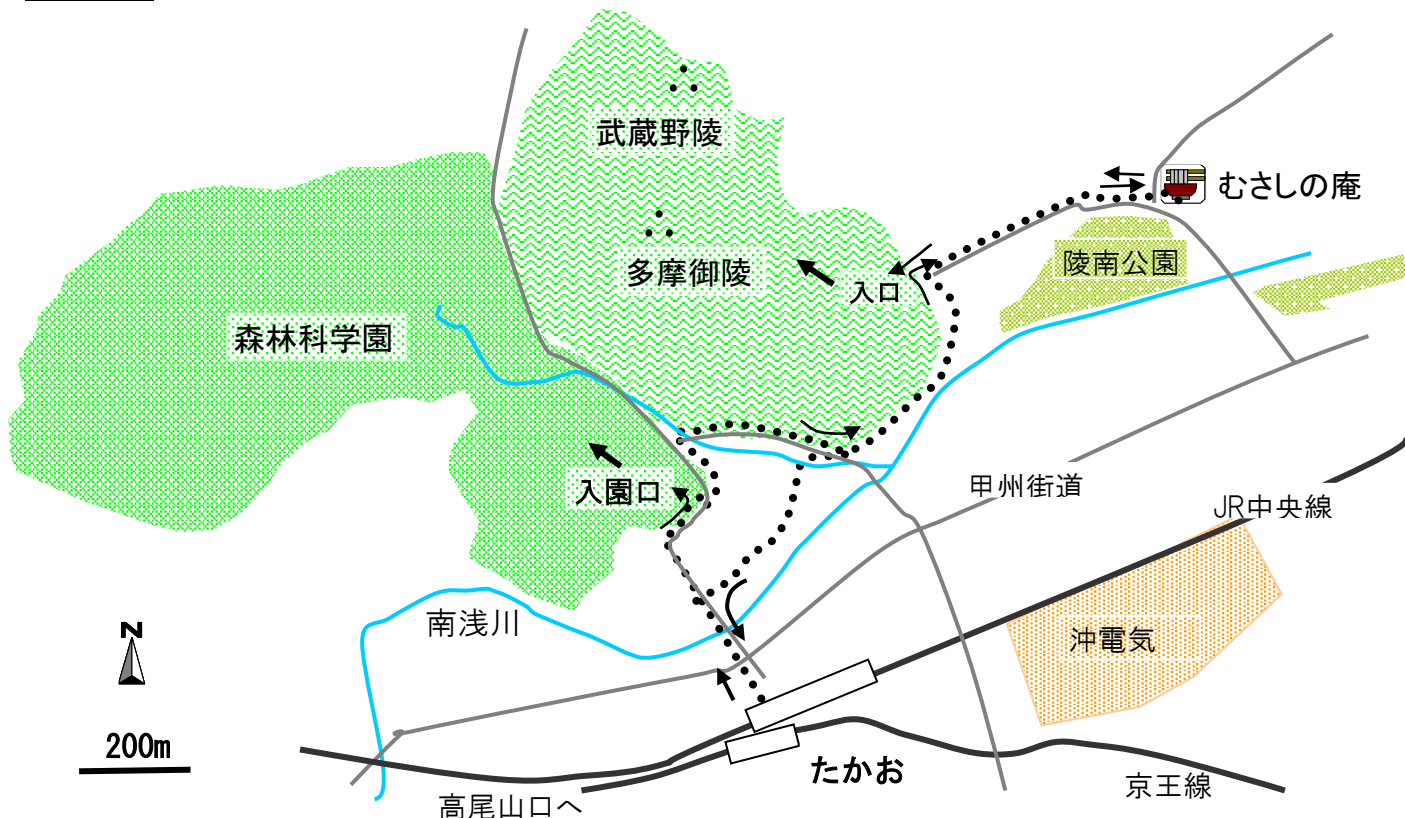 武蔵野陵
むさしの庵
多摩御陵
入口
陵南公園
森林科学園
入園口
甲州街道
JR中央線
南浅川
沖電気
N
200m
たかお
高尾山口へ
京王線